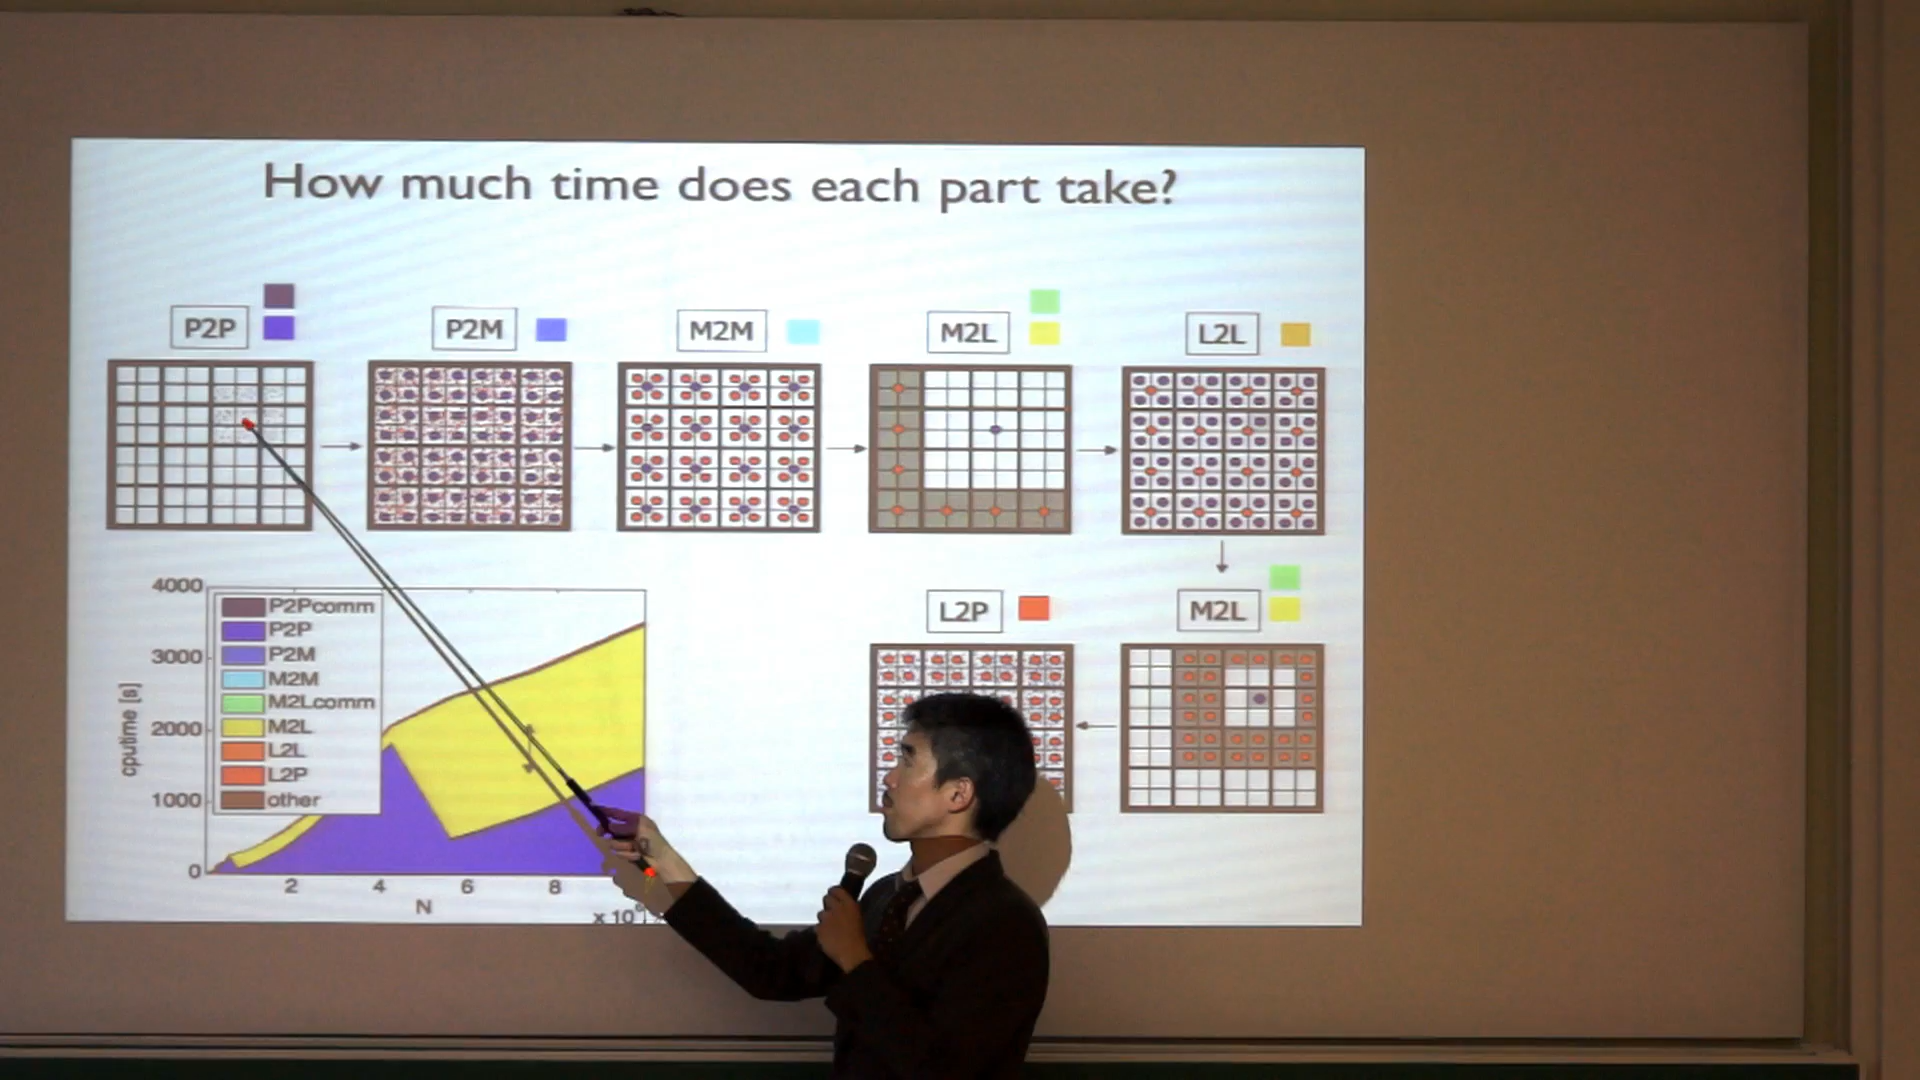 How much time does each part take?
P2P
P2M
M2M
M2L
L2L
L2P
M2L
4000
3000
2000
1000
0
cputime [s]
P2Pcomm
P2P
P2M
M2M
M2Lcomm
M2L
L2L
L2P
other
2
4
6
8
N